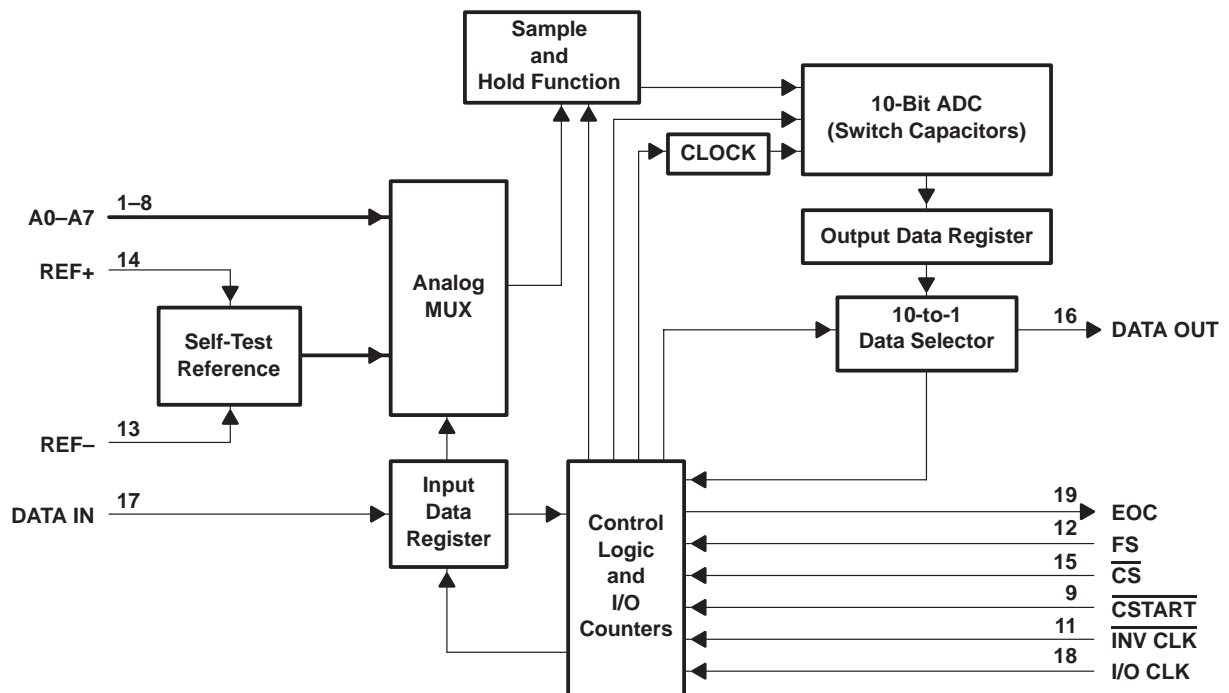 Sample
and
Hold Function
10-Bit ADC
(Switch Capacitors)
CLOCK
1–8
A0–A7
Output Data Register
14
REF+
Analog
MUX
Self-Test
Reference
10-to-1
Data Selector
16
DATA OUT
13
REF–
17
DATA IN
Input
Data
Register
Control
Logic
and
I/O
Counters
19
EOC
12
FS
15
CS
9
CSTART
11
INV CLK
18
I/O CLK